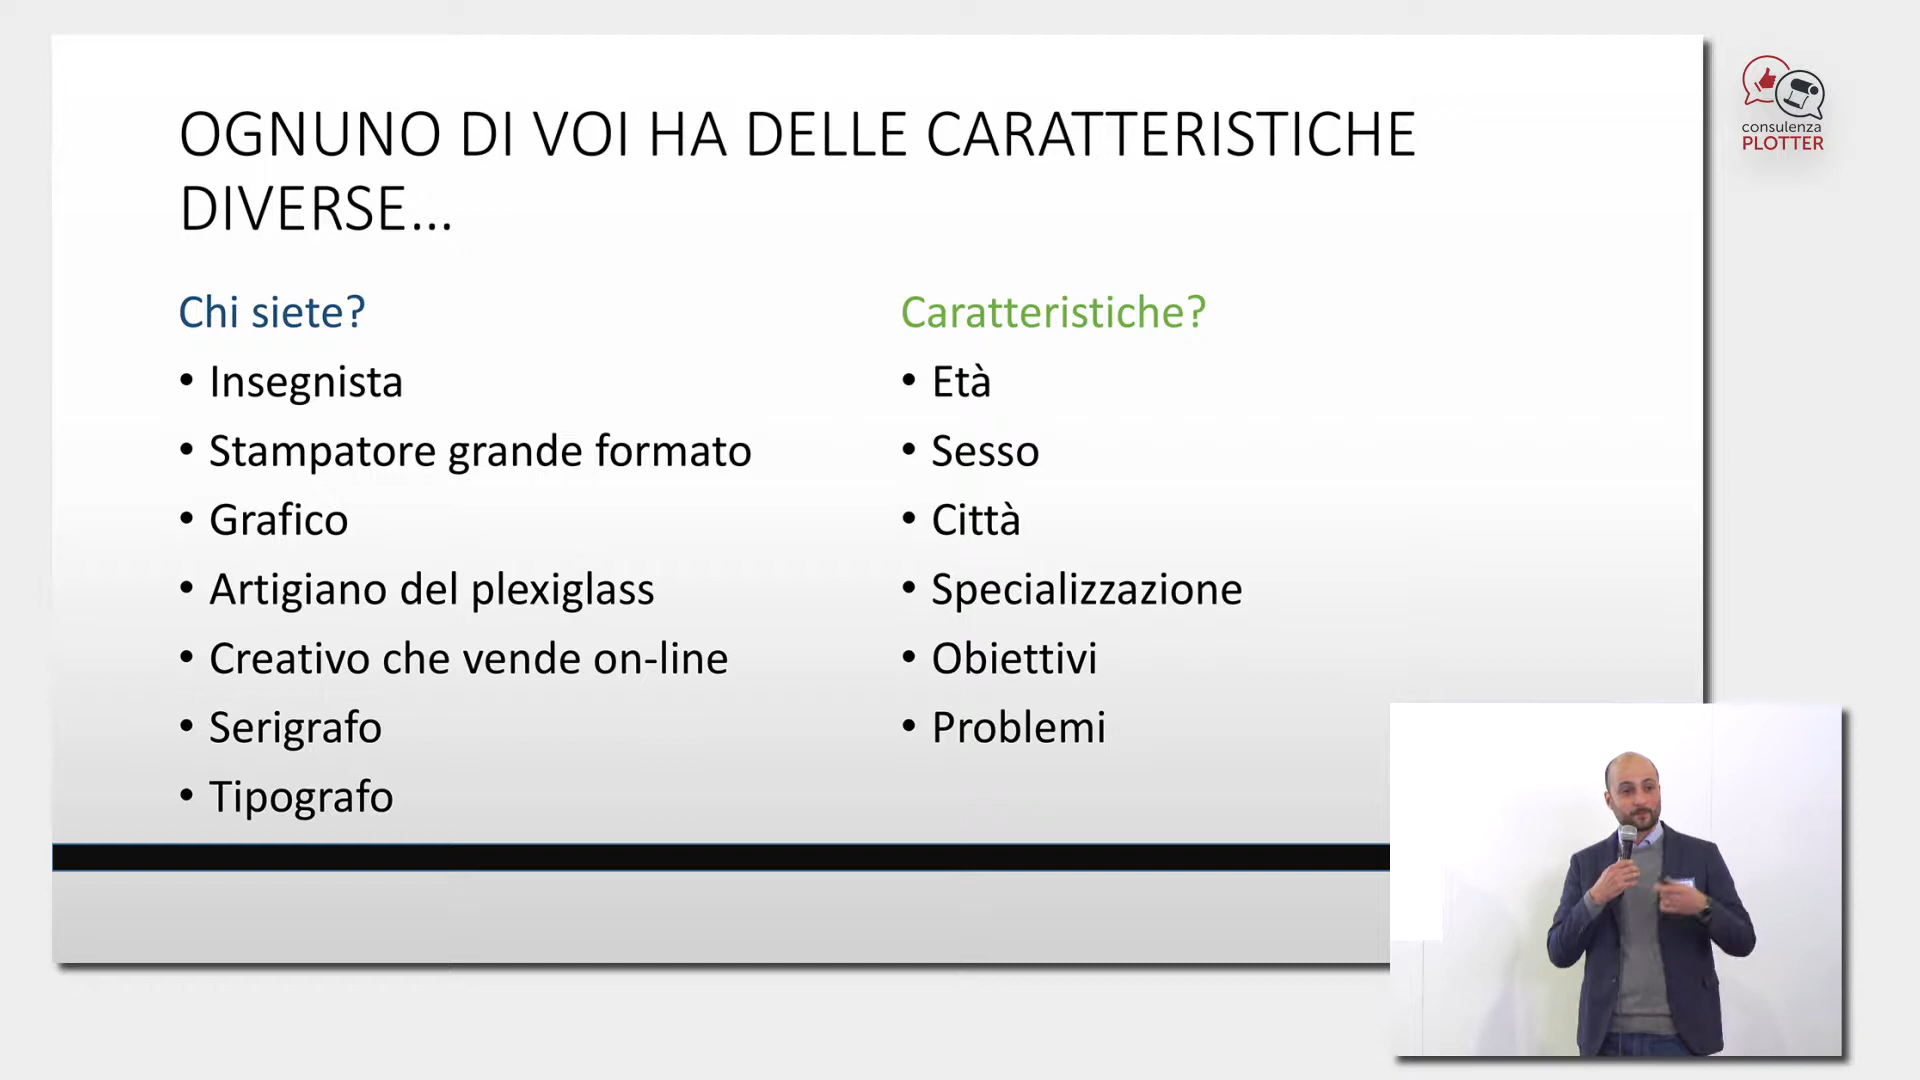 OGNUNO DI VOI HA DELLE CARATTERISTICHE
DIVERSE...
Chi siete?
• Insegnista
• Stampatore grande formato
• Grafico
• Artigiano del plexiglass
• Creativo che vende on-line
• Serigrafo
• Tipografo
Caratteristiche?
• Età
• Sesso
• Città
• Specializzazione
• Obiettivi
• Problemi
consulenza
PLOTTER